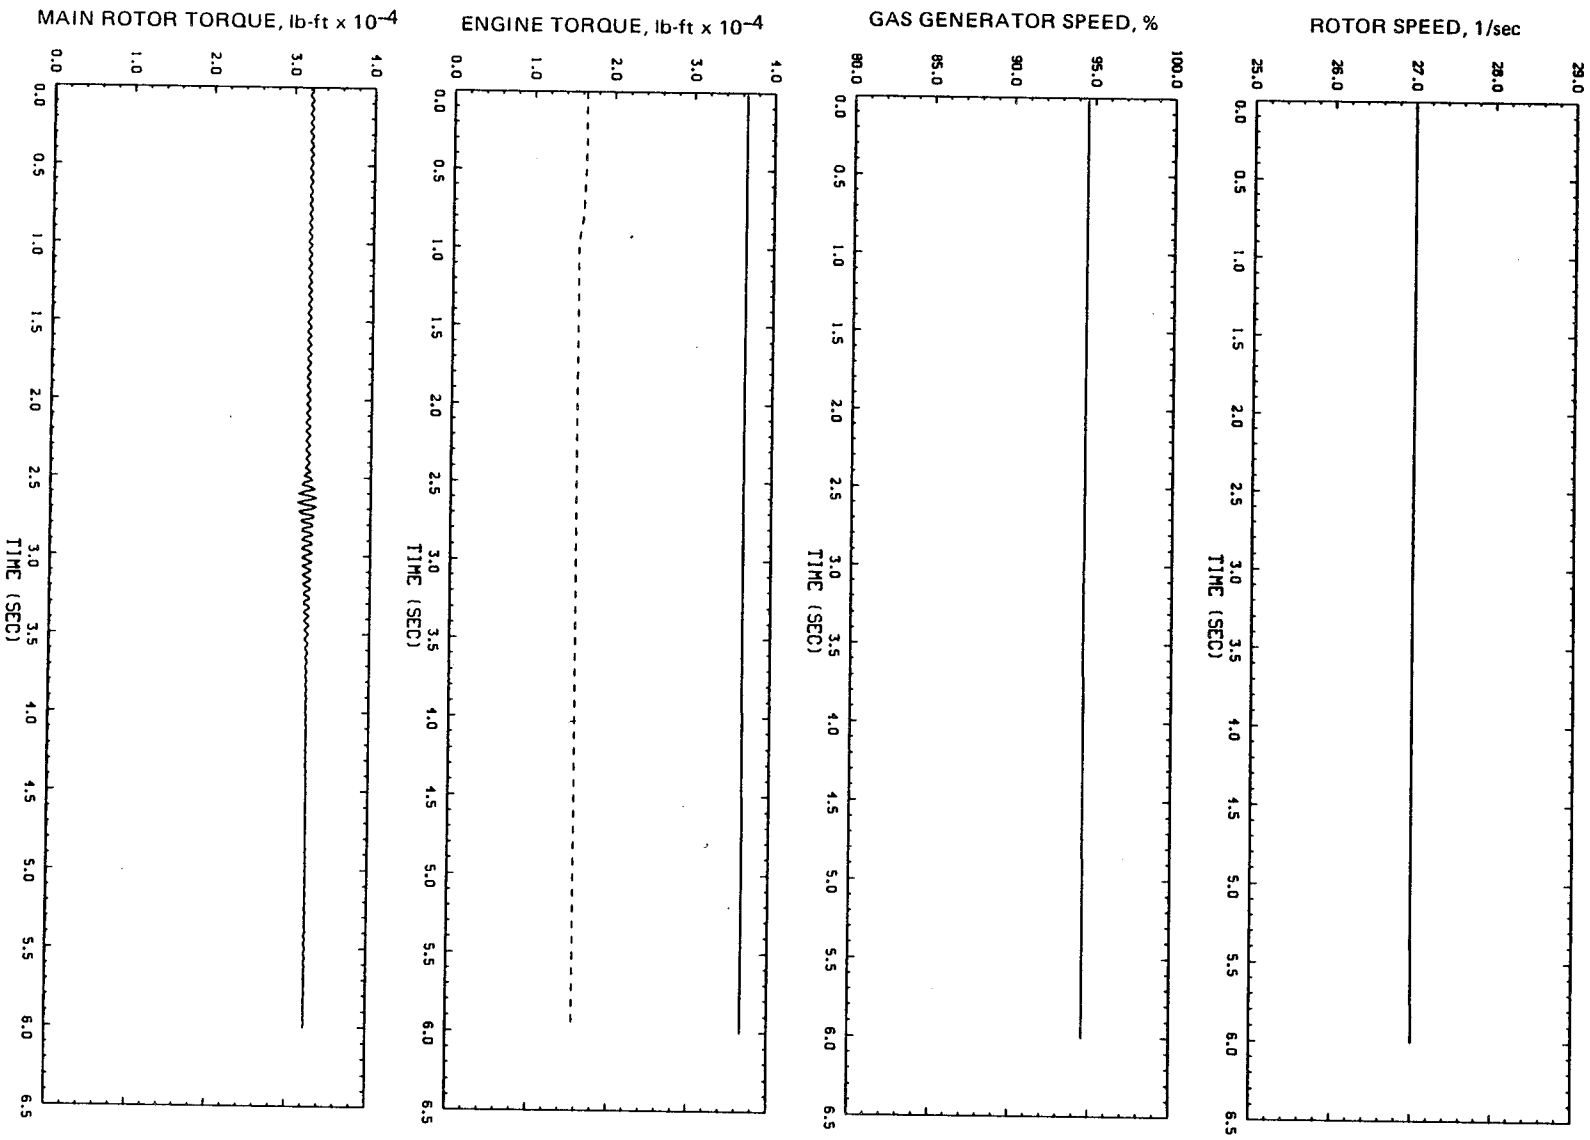 MAIN ROTOR TORQUE, lb-ft x 10⁻⁴
0.0 1.0 2.0 3.0 4.0
0.0 0.5 1.0 1.5 2.0 2.5 3.0 3.5 4.0 4.5 5.0 5.5 6.0 6.5
TIME (SEC)
ENGINE TORQUE, lb-ft x 10⁻⁴
0.0 1.0 2.0 3.0 4.0
0.0 0.5 1.0 1.5 2.0 2.5 3.0 3.5 4.0 4.5 5.0 5.5 6.0 6.5
TIME (SEC)
GAS GENERATOR SPEED, %
80.0 85.0 90.0 95.0 100.0
0.0 0.5 1.0 1.5 2.0 2.5 3.0 3.5 4.0 4.5 5.0 5.5 6.0 6.5
TIME (SEC)
ROTOR SPEED, 1/sec
25.0 26.0 27.0 28.0 29.0
0.0 0.5 1.0 1.5 2.0 2.5 3.0 3.5 4.0 4.5 5.0 5.5 6.0 6.5
TIME (SEC)